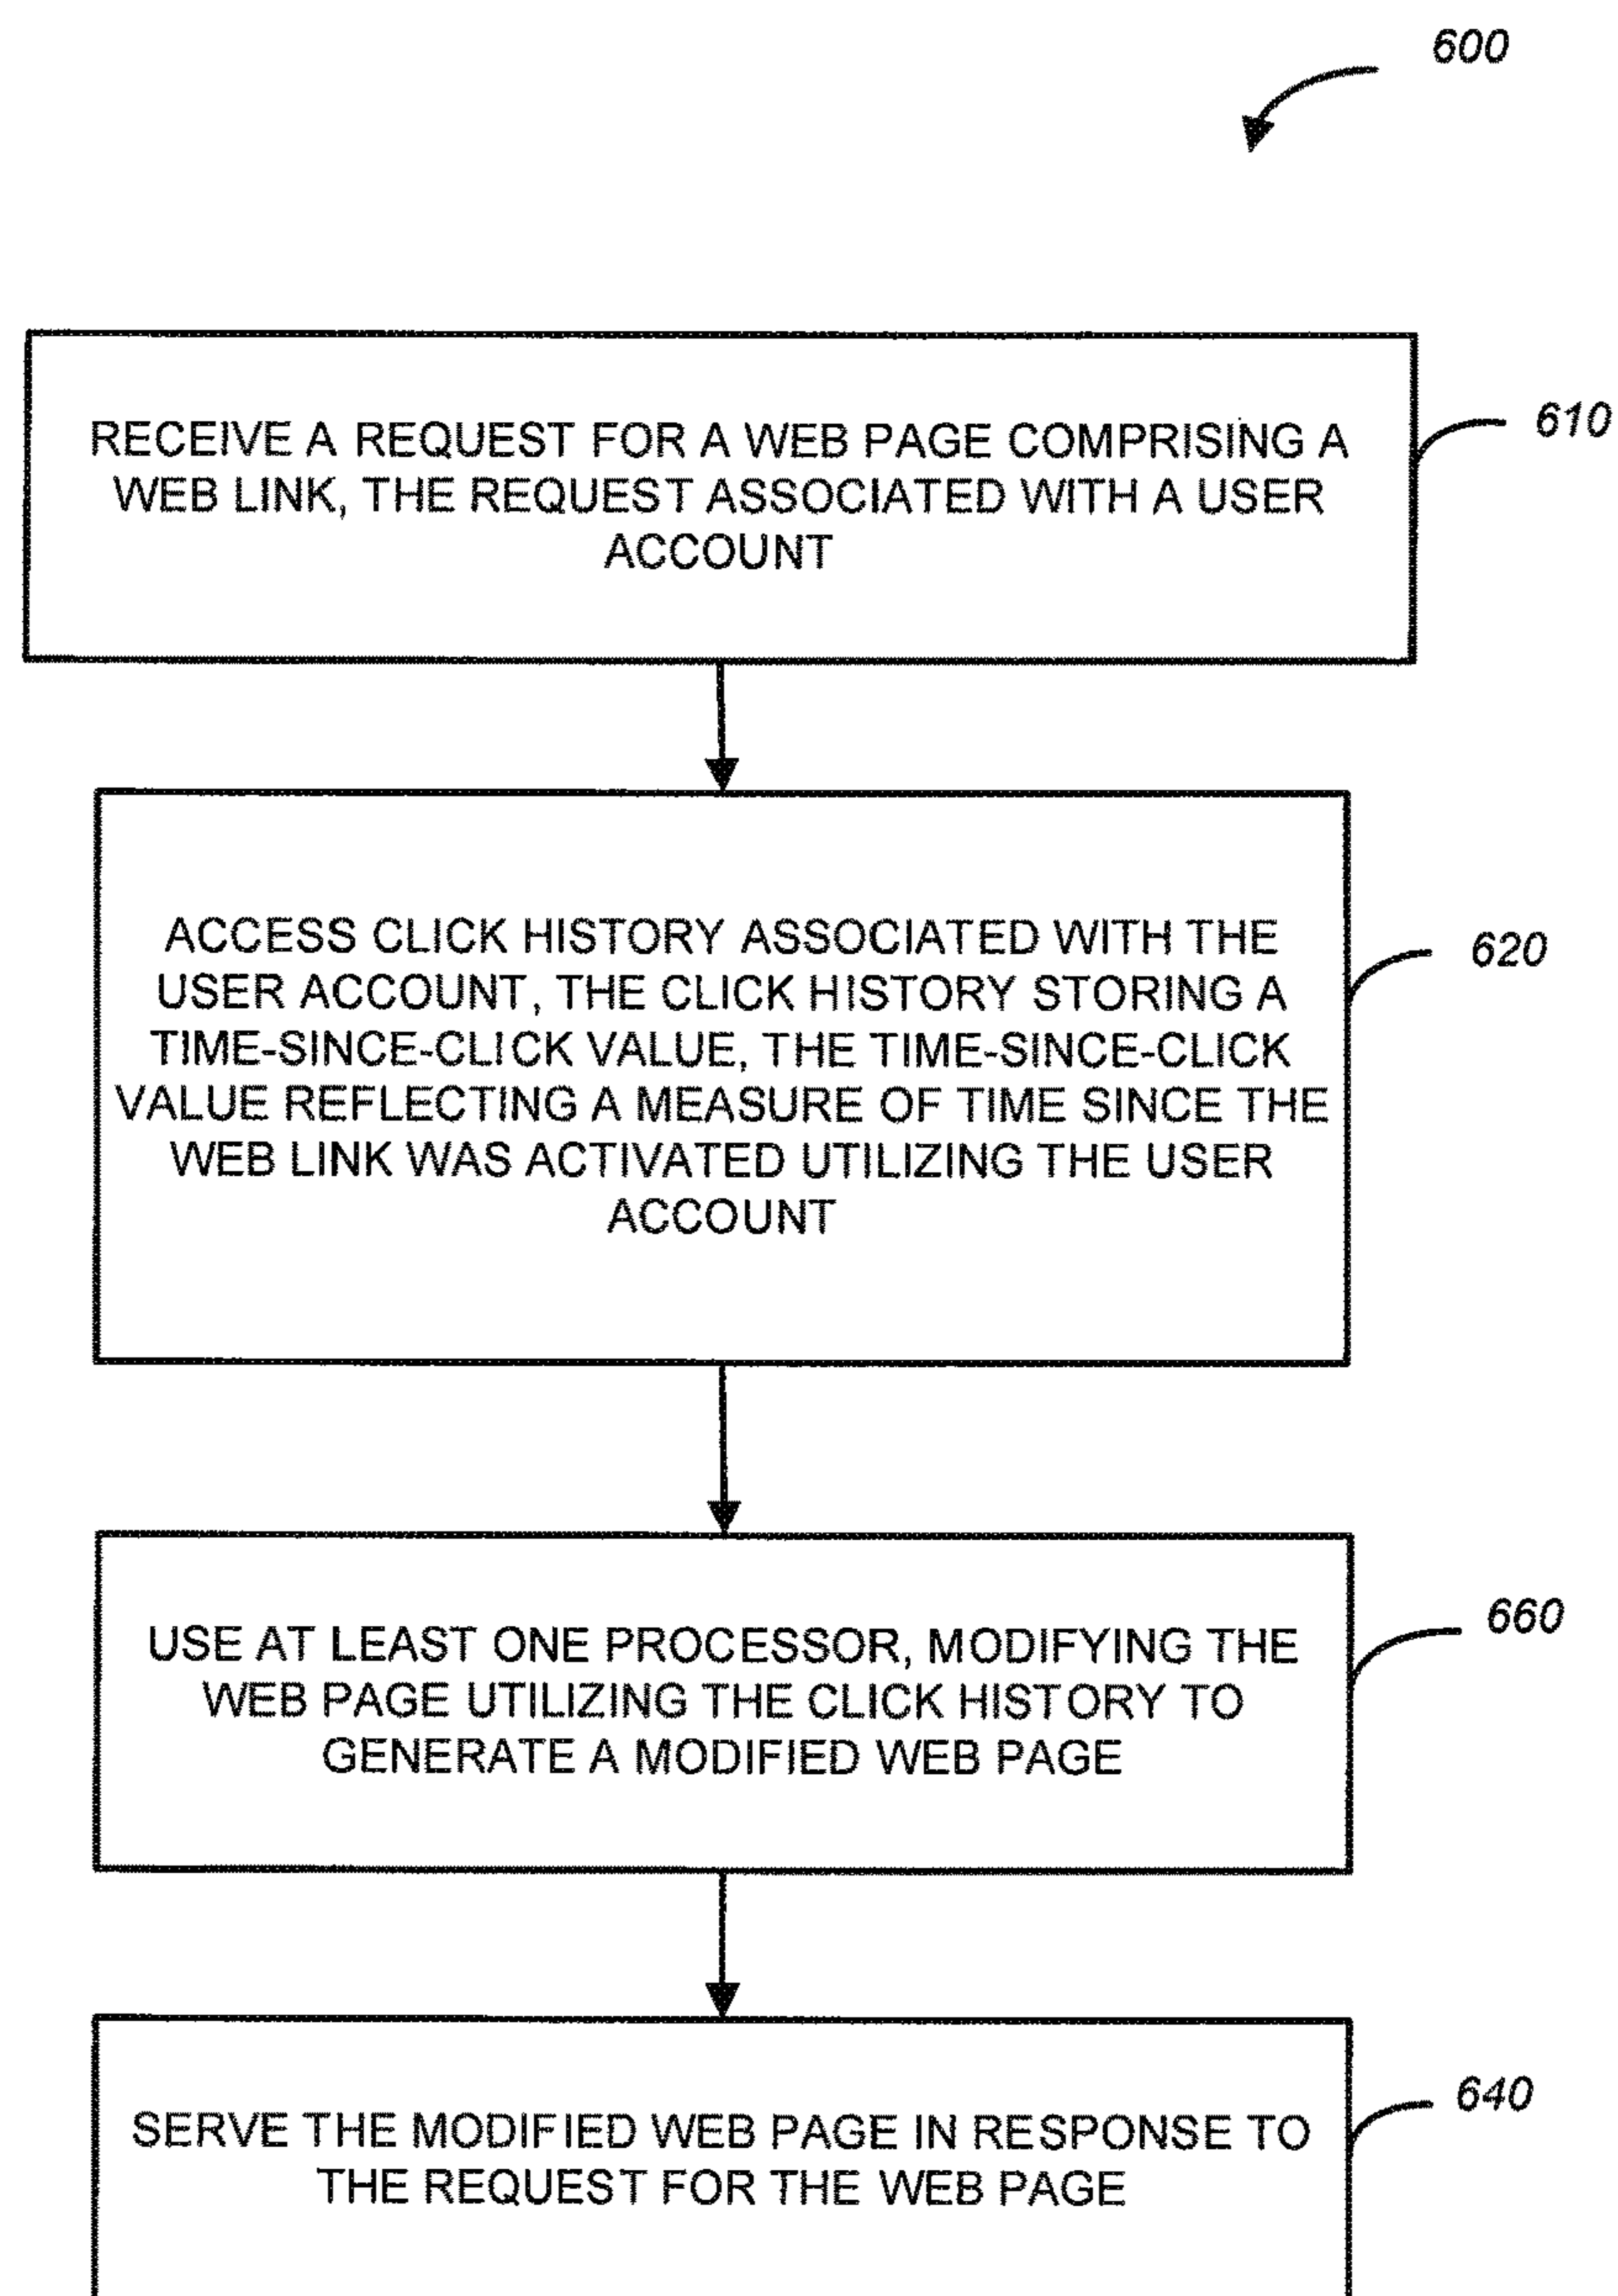 600
RECEIVE A REQUEST FOR A WEB PAGE COMPRISING A
WEB LINK, THE REQUEST ASSOCIATED WITH A USER
ACCOUNT
610
ACCESS CLICK HISTORY ASSOCIATED WITH THE
USER ACCOUNT, THE CLICK HISTORY STORING A
TIME-SINCE-CLICK VALUE, THE TIME-SINCE-CLICK
VALUE REFLECTING A MEASURE OF TIME SINCE THE
WEB LINK WAS ACTIVATED UTILIZING THE USER
ACCOUNT
620
USE AT LEAST ONE PROCESSOR, MODIFYING THE
WEB PAGE UTILIZING THE CLICK HISTORY TO
GENERATE A MODIFIED WEB PAGE
660
SERVE THE MODIFIED WEB PAGE IN RESPONSE TO
THE REQUEST FOR THE WEB PAGE
640